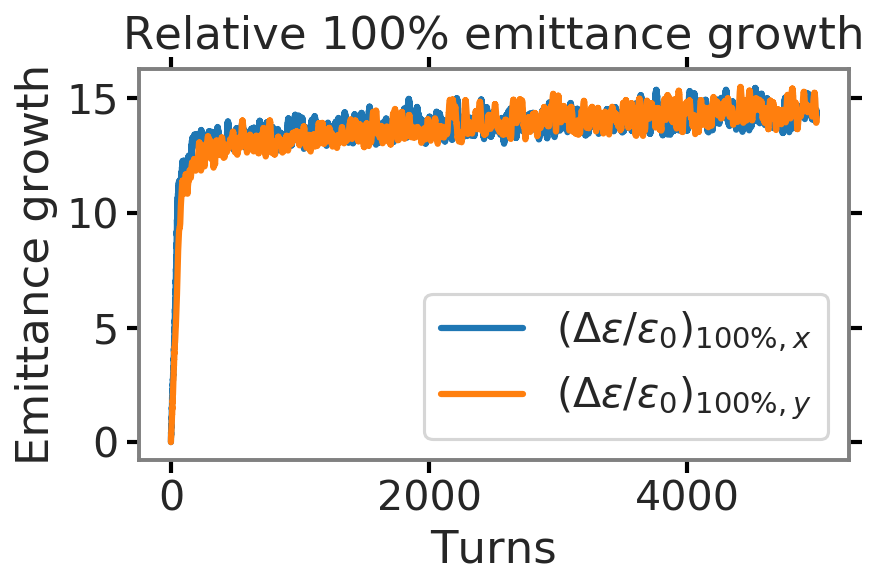 Relative 100% emittance growth
Emittance growth
15
10
5
0
(Δε/ε₀)₁₀₀%, ₓ
(Δε/ε₀)₁₀₀%, y
0 2000 4000
Turns